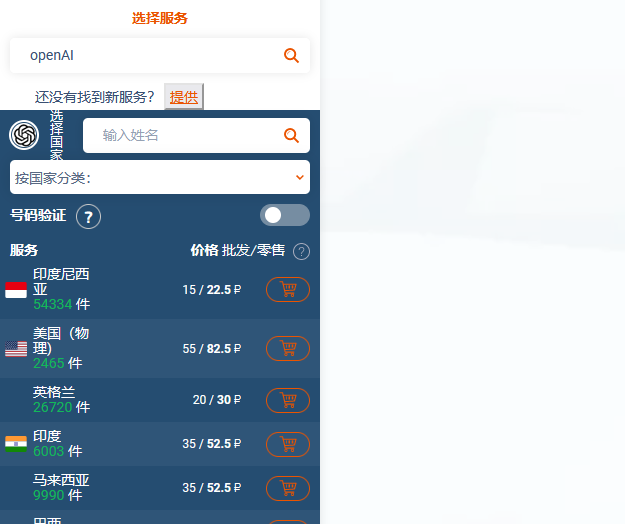 选择服务
openAI
还没有找到新服务? 提供
选择国家
输入姓名
按国家分类:
号码验证 ?
服务 价格 批发/零售 ?
印度尼西亚
54334 件
15 / 22.5 ₽
美国（物理)
2465 件
55 / 82.5 ₽
英格兰
26720 件
20 / 30 ₽
印度
6003 件
35 / 52.5 ₽
马来西亚
9990 件
35 / 52.5 ₽
巴西